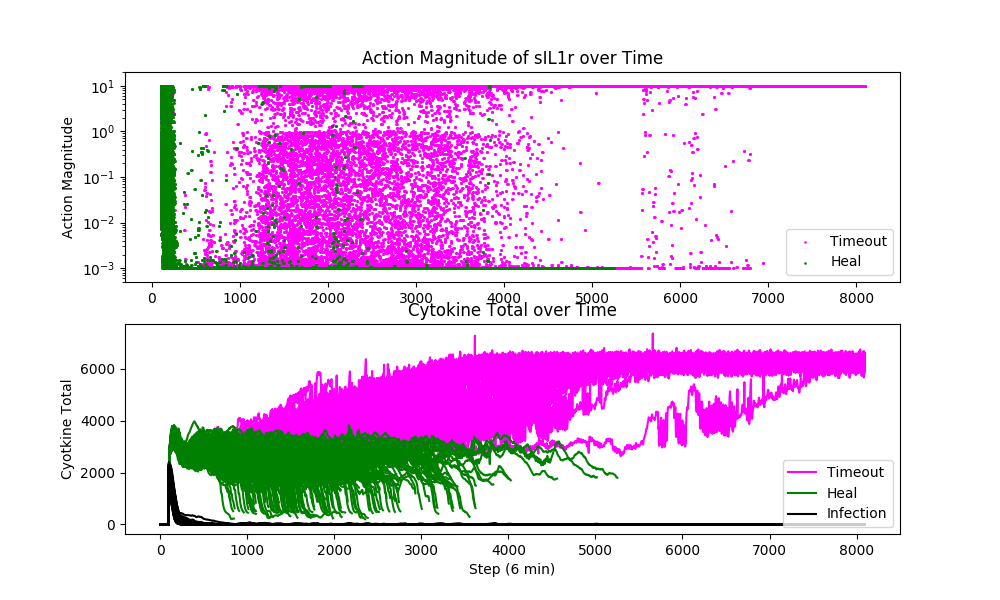 Action Magnitude of sIL1r over Time
Action Magnitude
10¹
10⁰
10⁻¹
10⁻²
10⁻³
Timeout
Heal
0 1000 2000 3000 4000 5000 6000 7000 8000
Cytokine Total over Time
Cyotkine Total
6000
4000
2000
0
Timeout
Heal
Infection
0 1000 2000 3000 4000 5000 6000 7000 8000
Step (6 min)